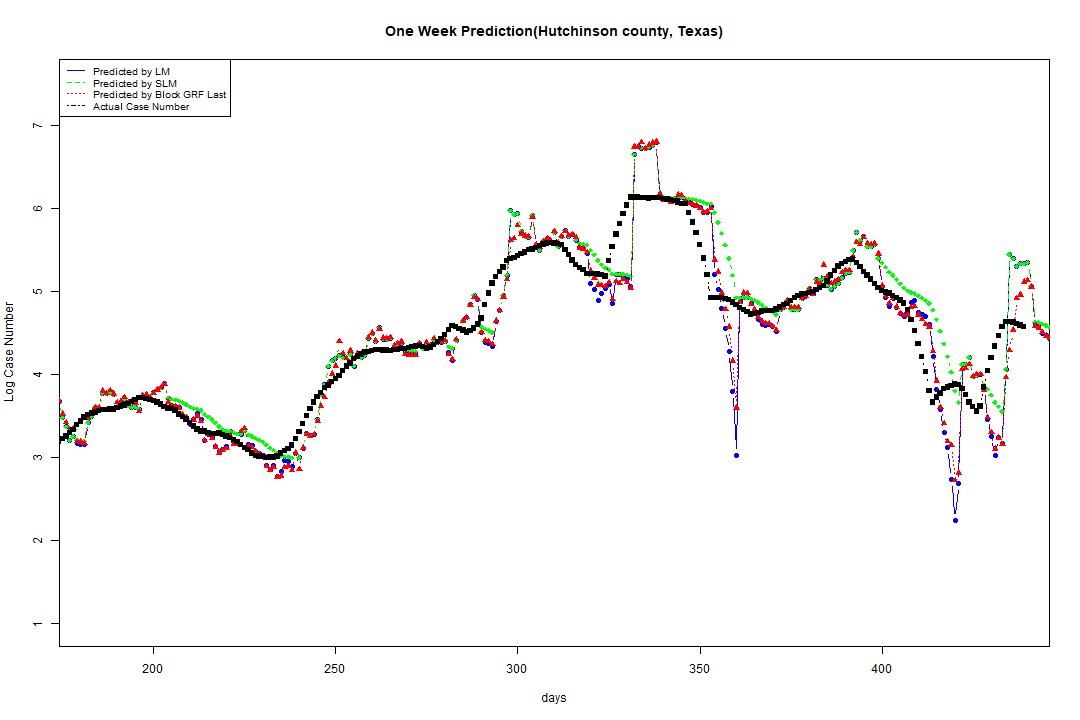 One Week Prediction(Hutchinson county, Texas)
Predicted by LM
Predicted by SLM
Predicted by Block GRF Last
Actual Case Number
Log Case Number
7
6
5
4
3
2
1
200 250 300 350 400
days